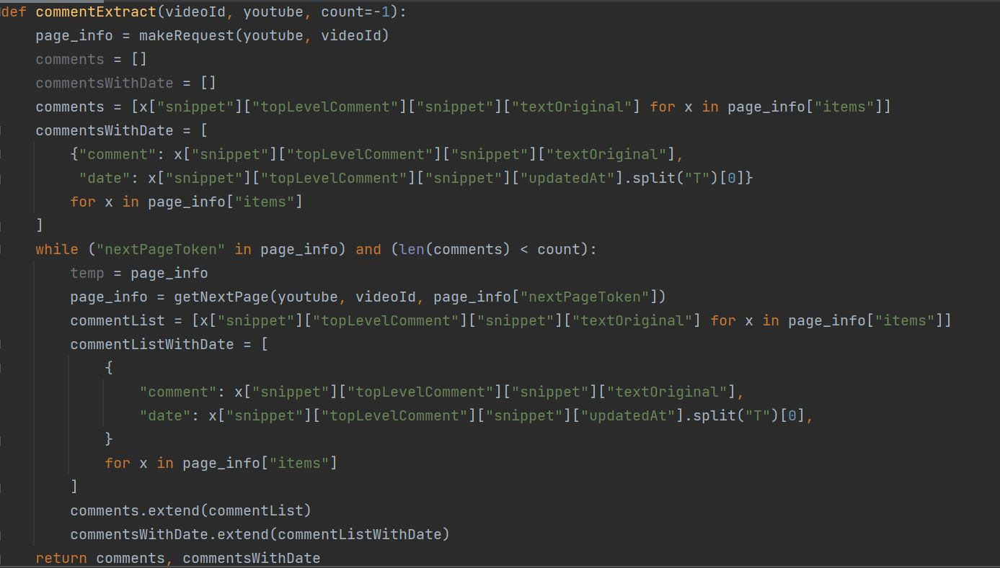 def commentExtract(videoId, youtube, count=-1):
    page_info = makeRequest(youtube, videoId)
    comments = []
    commentsWithDate = []
    comments = [x["snippet"]["topLevelComment"]["snippet"]["textOriginal"] for x in page_info["items"]]
    commentsWithDate = [
        {"comment": x["snippet"]["topLevelComment"]["snippet"]["textOriginal"],
         "date": x["snippet"]["topLevelComment"]["snippet"]["updatedAt"].split("T")[0]}
        for x in page_info["items"]
    ]
    while ("nextPageToken" in page_info) and (len(comments) < count):
        temp = page_info
        page_info = getNextPage(youtube, videoId, page_info["nextPageToken"])
        commentList = [x["snippet"]["topLevelComment"]["snippet"]["textOriginal"] for x in page_info["items"]]
        commentListWithDate = [
            {
                "comment": x["snippet"]["topLevelComment"]["snippet"]["textOriginal"],
                "date": x["snippet"]["topLevelComment"]["snippet"]["updatedAt"].split("T")[0],
            }
            for x in page_info["items"]
        ]
        comments.extend(commentList)
        commentsWithDate.extend(commentListWithDate)
    return comments, commentsWithDate